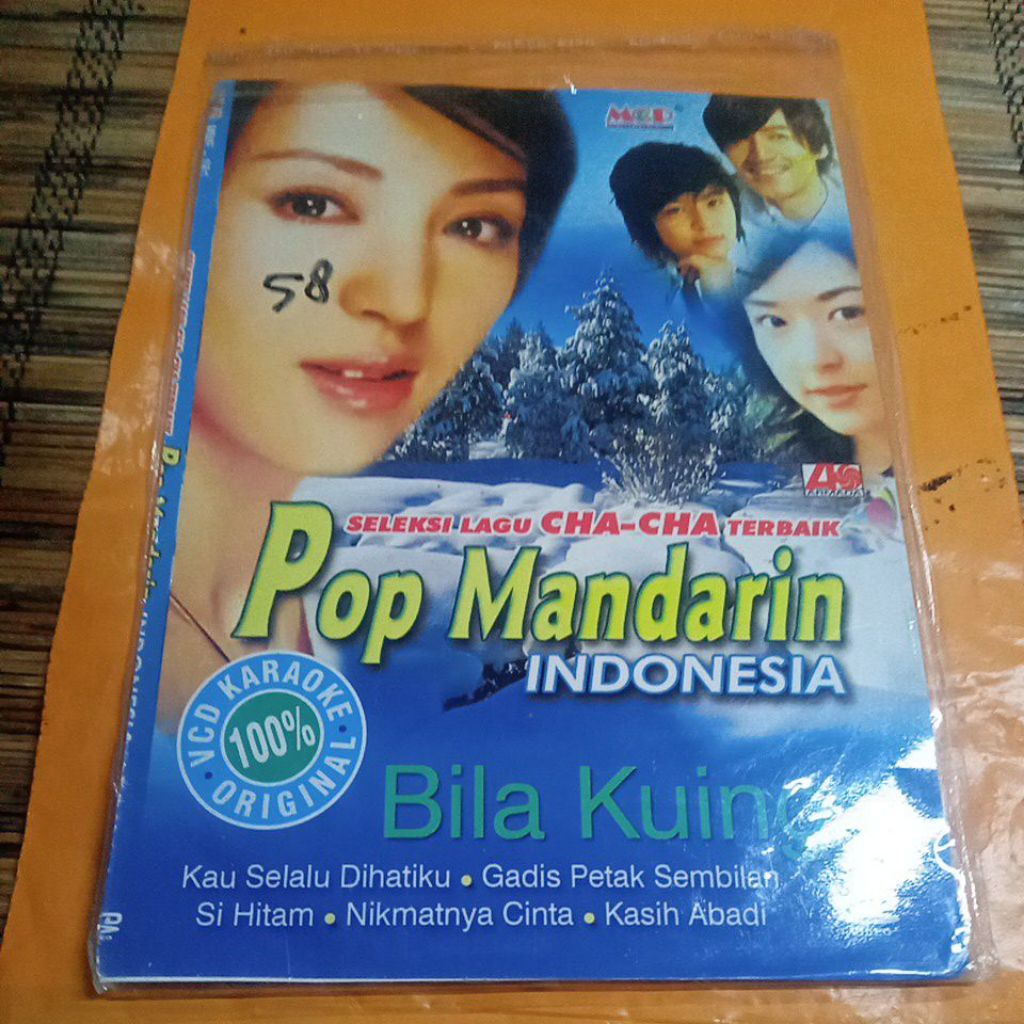 MCD
58
ARMADA
SELEKSI LAGU CHA-CHA TERBAIK
Pop Mandarin
INDONESIA
VCD KARAOKE
100%
ORIGINAL
Bila Kuing
Kau Selalu Dihatiku • Gadis Petak Sembilan
Si Hitam • Nikmatnya Cinta • Kasih Abadi